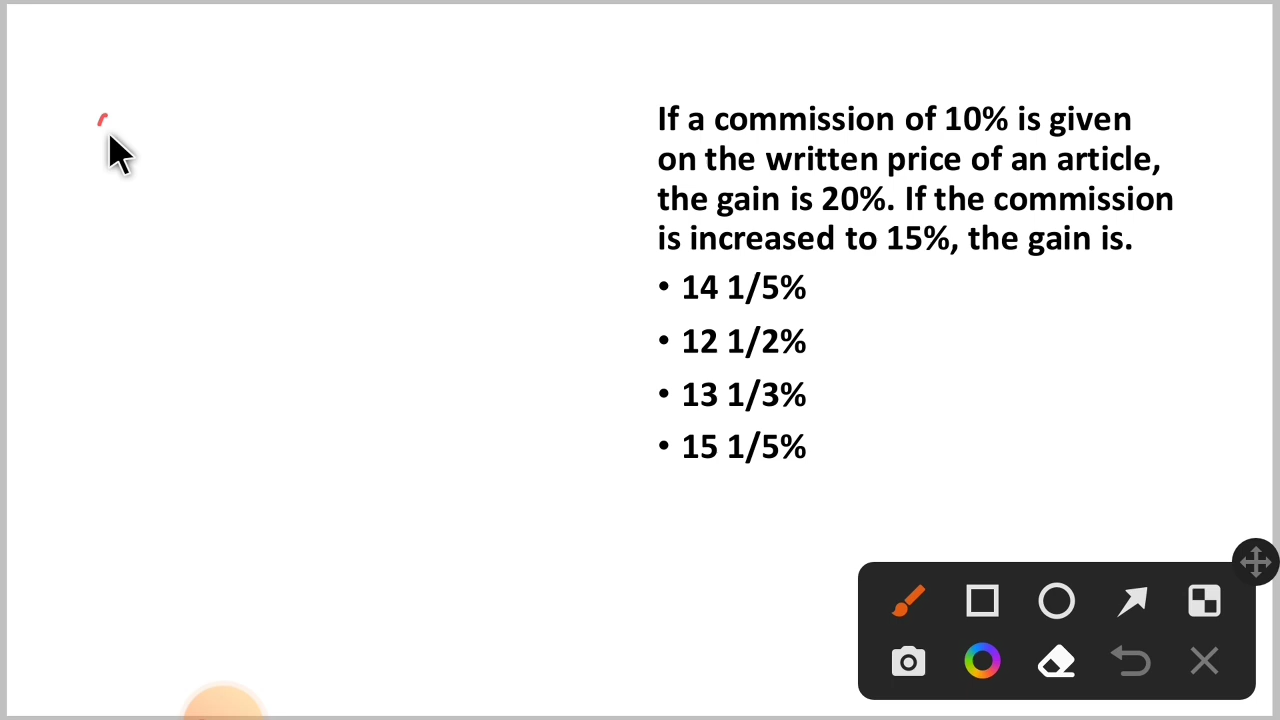 If a commission of 10% is given
on the written price of an article,
the gain is 20%. If the commission
is increased to 15%, the gain is.
• 14 1/5%
• 12 1/2%
• 13 1/3%
• 15 1/5%